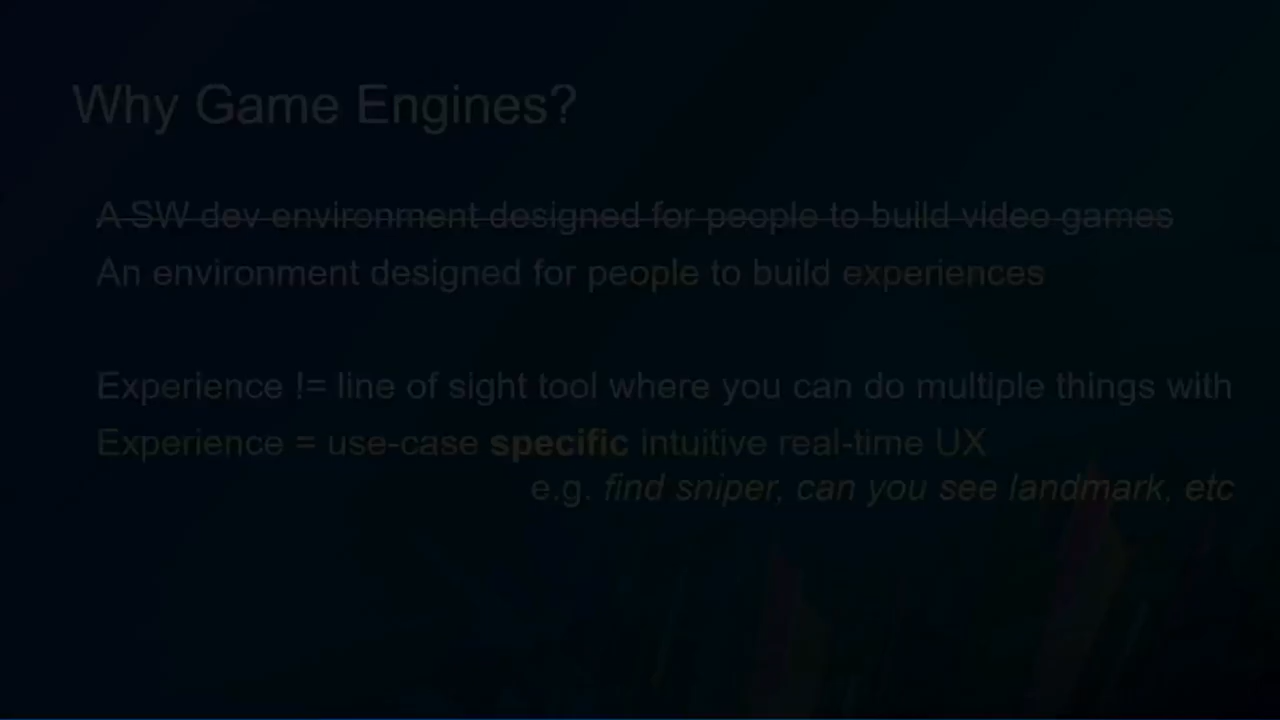 Why Game Engines?
A SW dev environment designed for people to build video games
An environment designed for people to build experiences
Experience != line of sight tool where you can do multiple things with
Experience = use-case specific intuitive real-time UX
e.g. find sniper, can you see landmark, etc